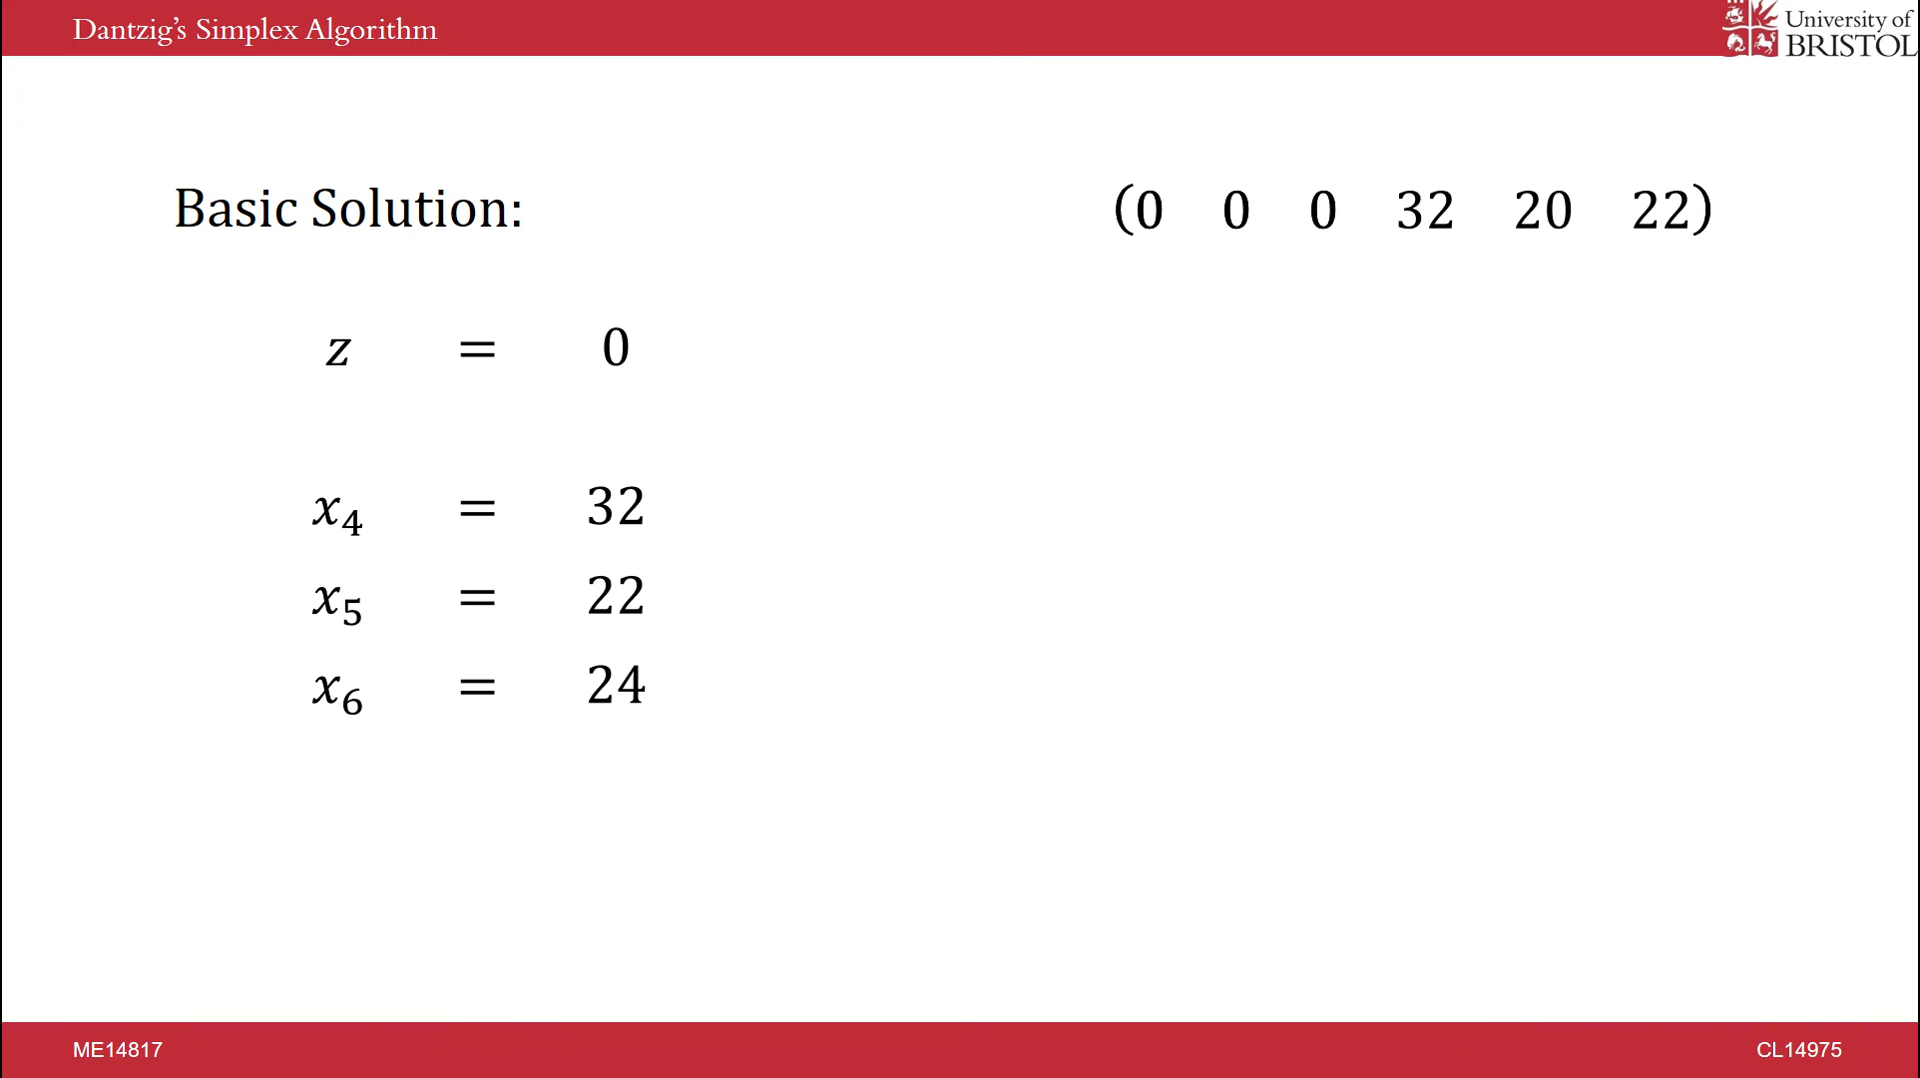 Dantzig's Simplex Algorithm
University of
BRISTOL
Basic Solution: (0 0 0 32 20 22)
z = 0
x₄ = 32
x₅ = 22
x₆ = 24
ME14817 CL14975